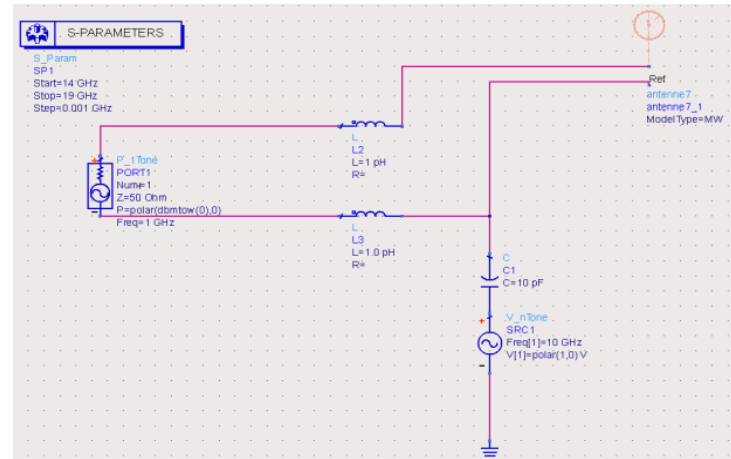 S-PARAMETERS
S_Param
SP1
Start=14 GHz
Stop=19 GHz
Step=0.001 GHz
Ref
antenne7
antenne7_1
ModelType=MW
L
L2
L=1 pH
R=
+
P_1Tone
PORT1
Num=1
Z=50 Ohm
P=polar(dbmtow(0),0)
Freq=1 GHz
-
L
L3
L=1.0 pH
R=
C
C1
C=10 pF
+
V_nTone
SRC1
Freq[1]=10 GHz
V[1]=polar(1,0) V
-